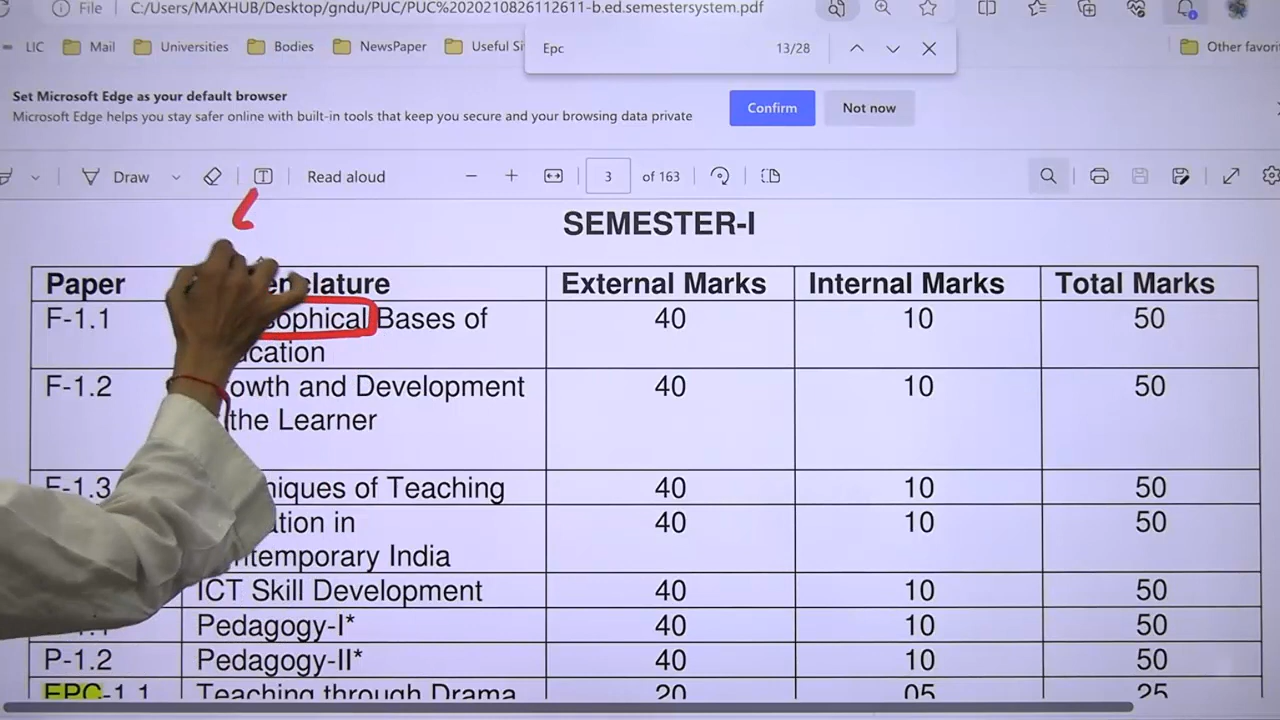 File C:/Users/MAXHUB/Desktop/gndu/PUC/PUC%2020210826112611-b.ed.semestersystem.pdf
LIC Mail Universities Bodies NewsPaper Useful Si Other favori
Epc 13/28
Set Microsoft Edge as your default browser
Microsoft Edge helps you stay safer online with built-in tools that keep you secure and your browsing data private
Confirm Not now
Draw T Read aloud 3 of 163
SEMESTER-I
Paper enclature External Marks Internal Marks Total Marks
F-1.1 sophical Bases of 40 10 50
cation
F-1.2 owth and Development 40 10 50
the Learner
F-1.3 niques of Teaching 40 10 50
ation in 40 10 50
ntemporary India
ICT Skill Development 40 10 50
Pedagogy-I* 40 10 50
P-1.2 Pedagogy-II* 40 10 50
EPC-1.1 Teaching through Drama 20 05 25